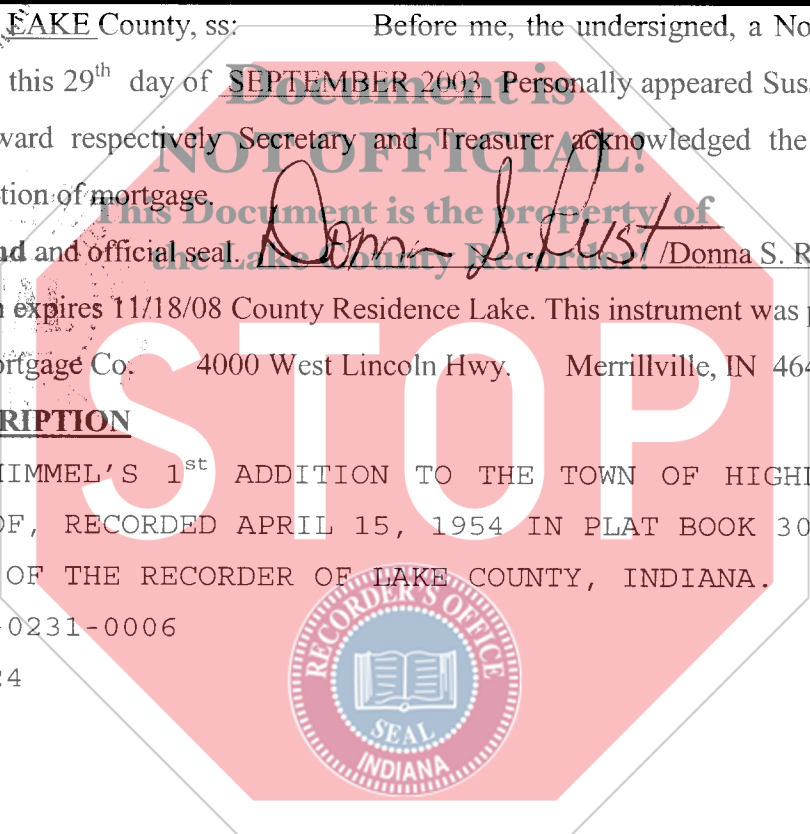 LAKE County, ss: Before me, the undersigned, a No
this 29th day of SEPTEMBER 2003 Personally appeared Sus
Document is
ward respectively Secretary and Treasurer acknowledged the
NOT OFFICIAL!
tion of mortgage.
This Document is the property of
nd and official seal. Donna S. Rust /Donna S. R
the Lake County Recorder!
n expires 11/18/08 County Residence Lake. This instrument was p
ortgage Co. 4000 West Lincoln Hwy. Merrillville, IN 464
STOP
RIPTION
HIMMEL'S 1st ADDITION TO THE TOWN OF HIGHL
OF, RECORDED APRIL 15, 1954 IN PLAT BOOK 30
OF THE RECORDER OF LAKE COUNTY, INDIANA.
-0231-0006
24
RECORDER'S OFFICE
SEAL
INDIANA